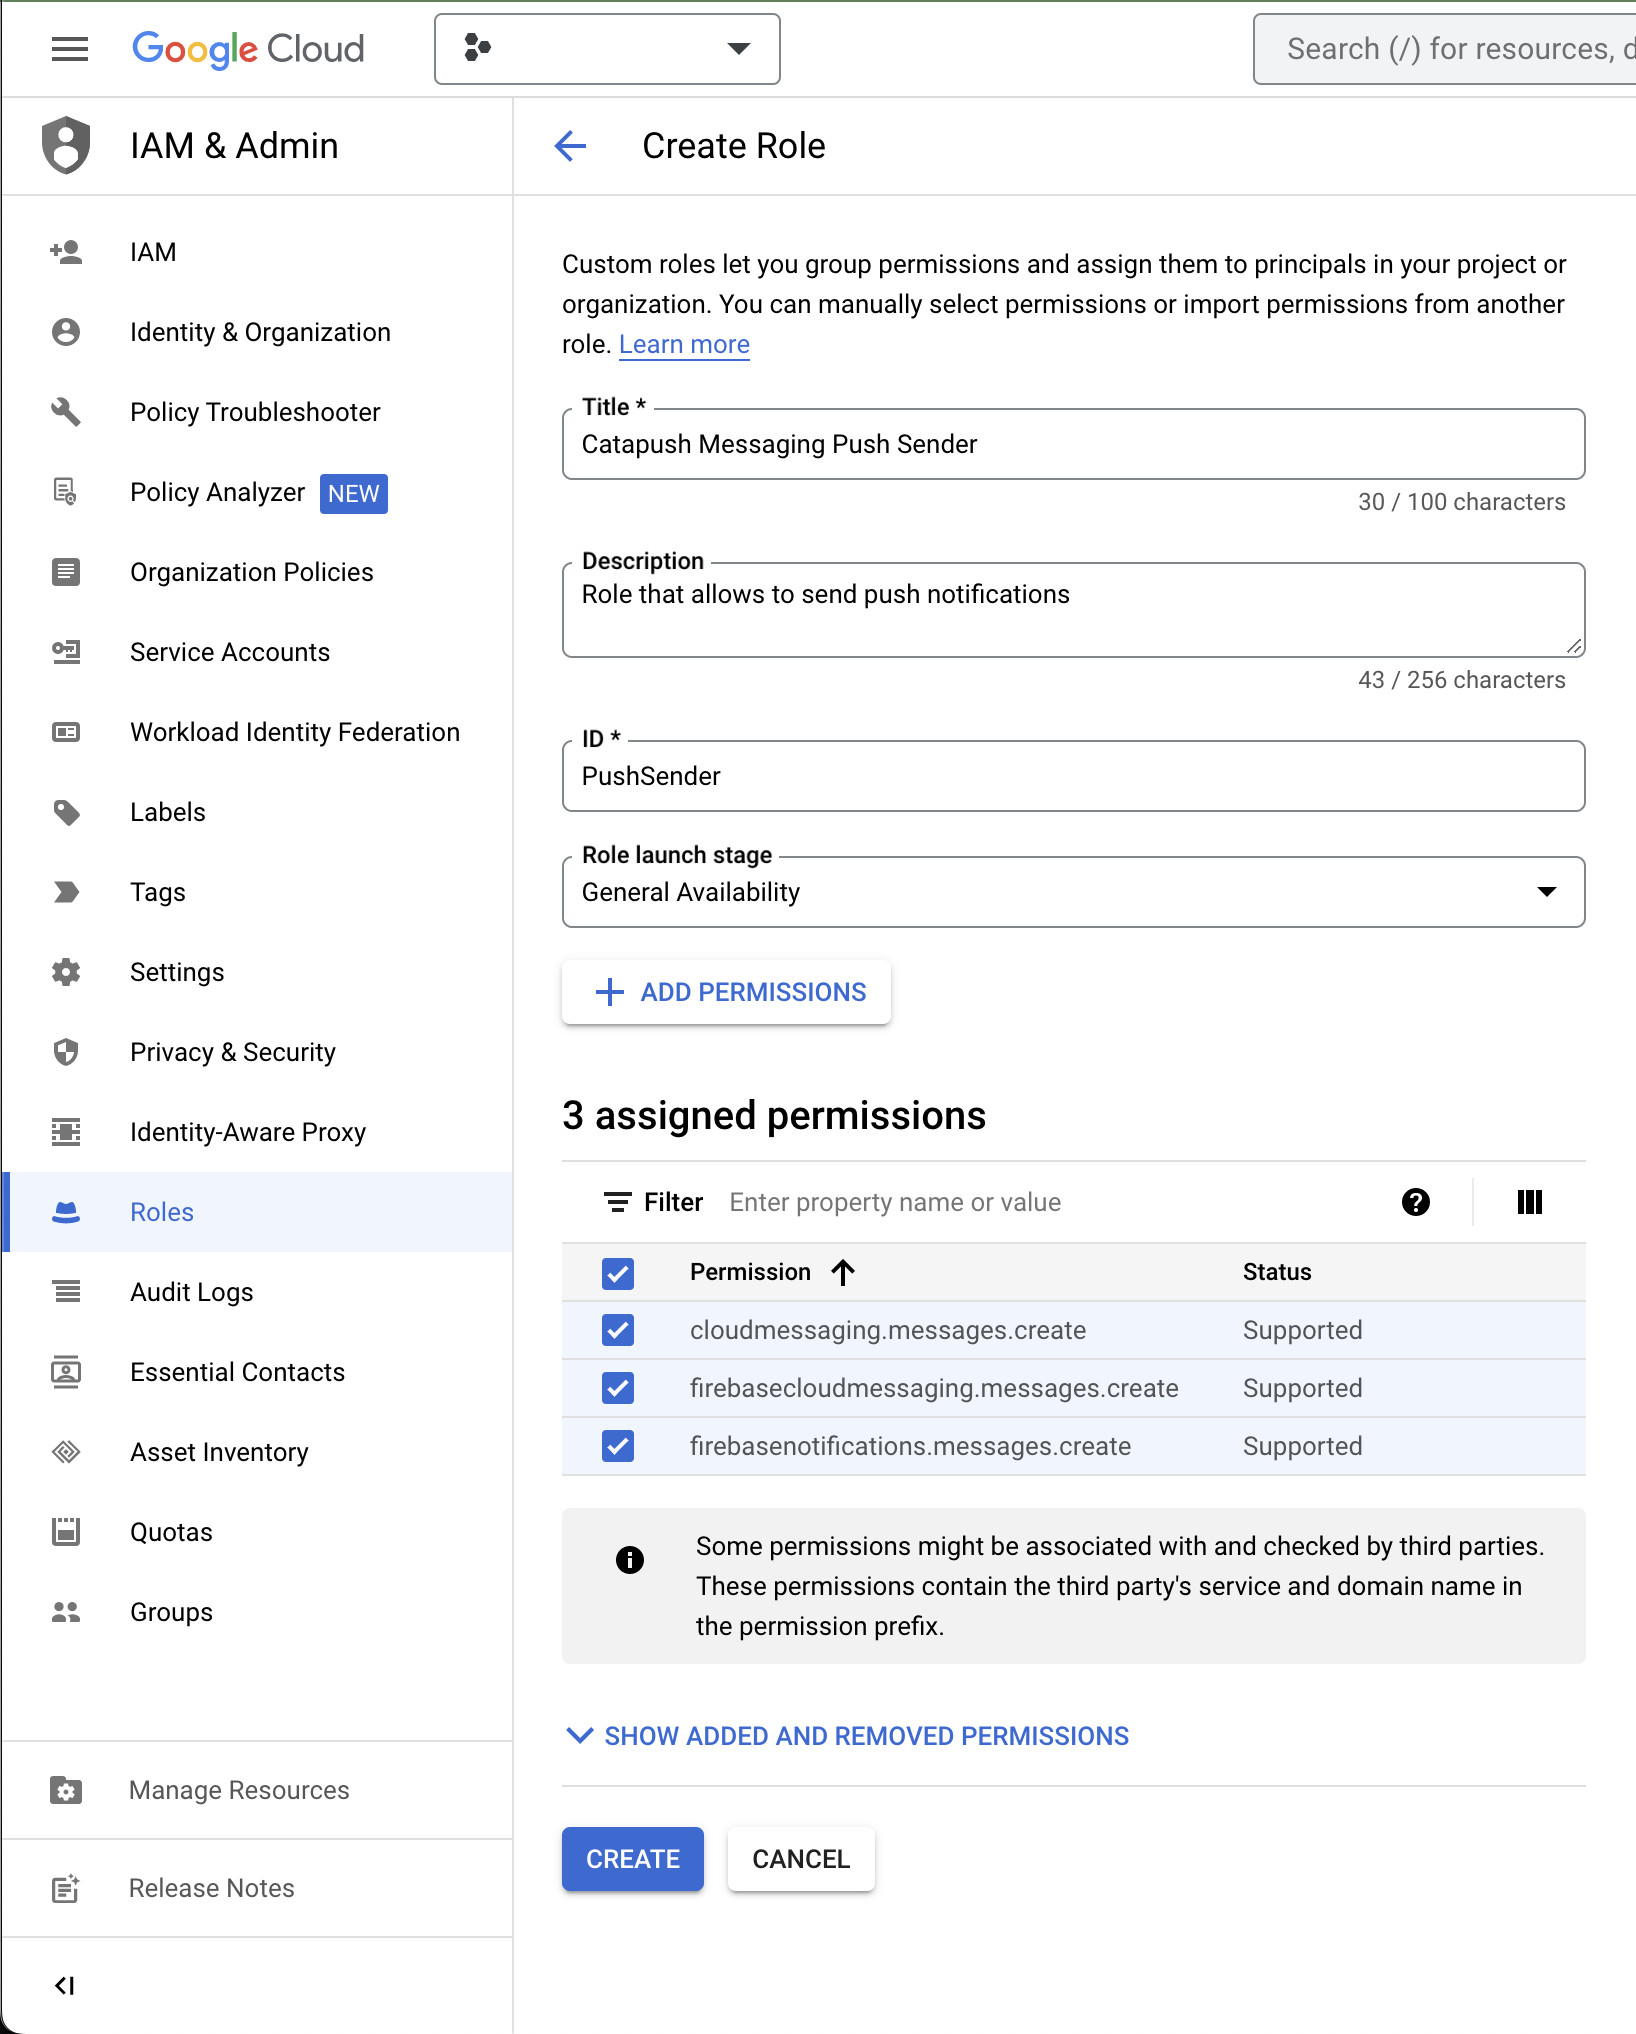 Google Cloud
Search (/) for resources, d
IAM & Admin
Create Role
IAM
Identity & Organization
Policy Troubleshooter
Policy Analyzer NEW
Organization Policies
Service Accounts
Workload Identity Federation
Labels
Tags
Settings
Privacy & Security
Identity-Aware Proxy
Roles
Audit Logs
Essential Contacts
Asset Inventory
Quotas
Groups
Manage Resources
Release Notes
Custom roles let you group permissions and assign them to principals in your project or
organization. You can manually select permissions or import permissions from another
role. Learn more
Title *
Catapush Messaging Push Sender
30 / 100 characters
Description
Role that allows to send push notifications
43 / 256 characters
ID *
PushSender
Role launch stage
General Availability
ADD PERMISSIONS
3 assigned permissions
Filter Enter property name or value
Permission Status
cloudmessaging.messages.create Supported
firebasecloudmessaging.messages.create Supported
firebasenotifications.messages.create Supported
Some permissions might be associated with and checked by third parties.
These permissions contain the third party's service and domain name in
the permission prefix.
SHOW ADDED AND REMOVED PERMISSIONS
CREATE CANCEL